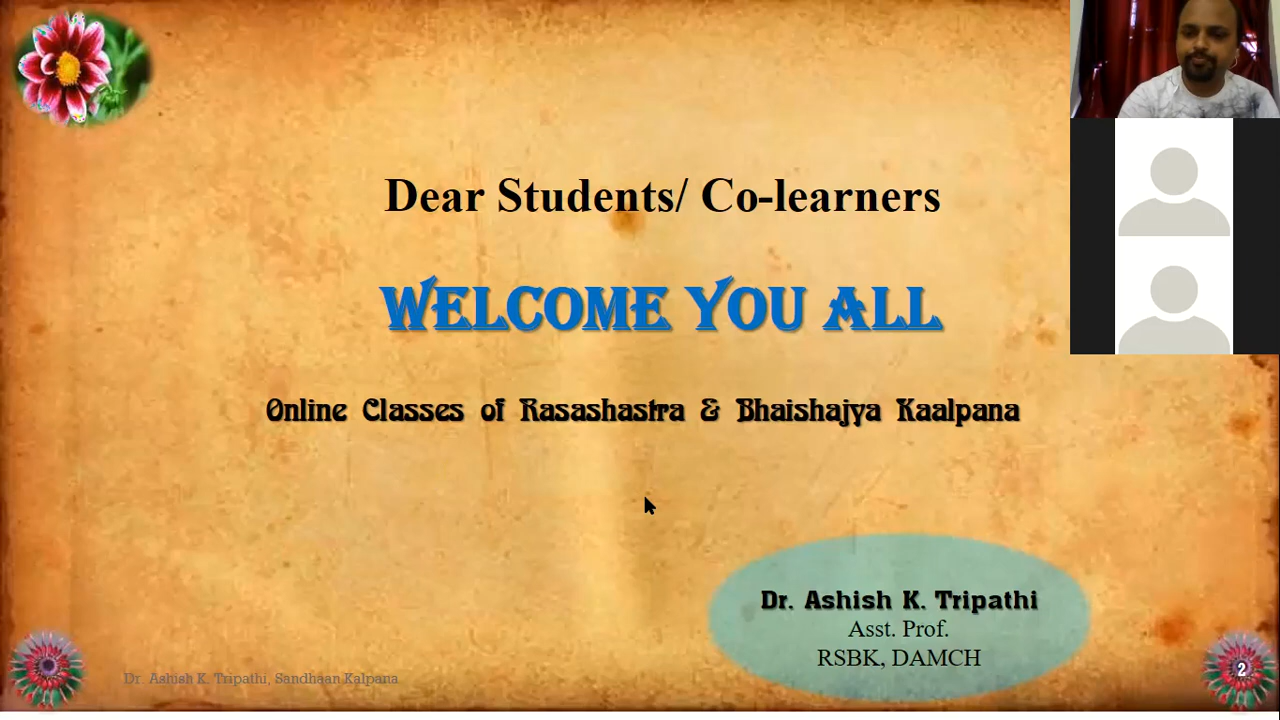 Dear Students/ Co-learners
WELCOME YOU ALL
Online Classes of Rasashastra & Bhaishajya Kaalpana
Dr. Ashish K. Tripathi
Asst. Prof.
RSBK, DAMCH
Dr. Ashish K. Tripathi, Sandhaan Kalpana
2